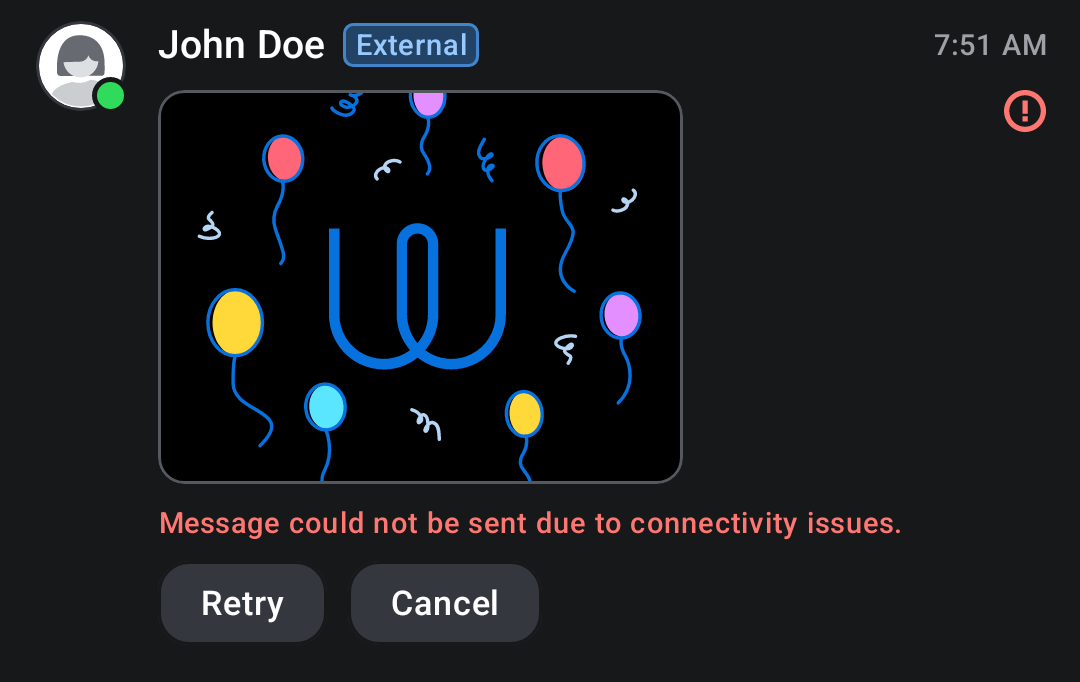 John Doe
External
7:51 AM
Message could not be sent due to connectivity issues.
Retry
Cancel